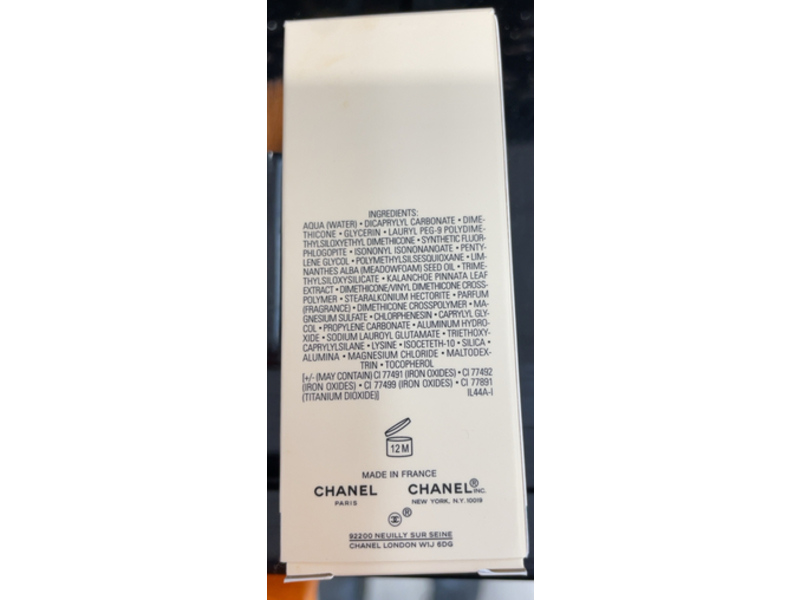 INGREDIENTS:
AQUA (WATER) • DICAPRYLYL CARBONATE • DIME-
THICONE • GLYCERIN • LAURYL PEG-9 POLYDIME-
THYLSILOXYETHYL DIMETHICONE • SYNTHETIC FLUOR-
PHLOGOPITE • ISONONYL ISONONANOATE • PENTY-
LENE GLYCOL • POLYMETHYLSILSESQUIOXANE • LIM-
NANTHES ALBA (MEADOWFOAM) SEED OIL • TRIME-
THYLSILOXYSILICATE • KALANCHOE PINNATA LEAF
EXTRACT • DIMETHICONE/VINYL DIMETHICONE CROSS-
POLYMER • STEARALKONIUM HECTORITE • PARFUM
(FRAGRANCE) • DIMETHICONE CROSSPOLYMER • MA-
GNESIUM SULFATE • CHLORPHENESIN • CAPRYLYL GLY-
COL • PROPYLENE CARBONATE • ALUMINUM HYDRO-
XIDE • SODIUM LAUROYL GLUTAMATE • TRIETHOXY-
CAPRYLYLSILANE • LYSINE • ISOCETETH-10 • SILICA •
ALUMINA • MAGNESIUM CHLORIDE • MALTODEX-
TRIN • TOCOPHEROL
[+/- (MAY CONTAIN) CI 77491 (IRON OXIDES) • CI 77492
(IRON OXIDES) • CI 77499 (IRON OXIDES) • CI 77891
(TITANIUM DIOXIDE)] IL44A-I
12 M
MADE IN FRANCE
CHANEL CHANEL® INC.
PARIS NEW YORK, N.Y. 10019
®
92200 NEUILLY SUR SEINE
CHANEL LONDON W1J 6DG